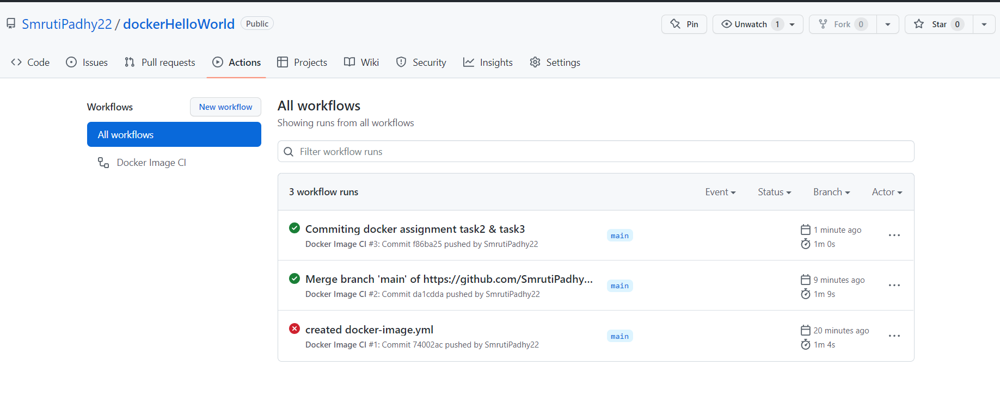 SmrutiPadhy22 / dockerHelloWorld Public Pin Unwatch 1 Fork 0 Star 0
Code Issues Pull requests Actions Projects Wiki Security Insights Settings
Workflows New workflow
All workflows
Docker Image CI
All workflows
Showing runs from all workflows
Filter workflow runs
3 workflow runs Event Status Branch Actor
Commiting docker assignment task2 & task3 main 1 minute ago
Docker Image CI #3: Commit f86ba25 pushed by SmrutiPadhy22 1m 0s
Merge branch 'main' of https://github.com/SmrutiPadhy... main 9 minutes ago
Docker Image CI #2: Commit da1cdda pushed by SmrutiPadhy22 1m 9s
created docker-image.yml main 20 minutes ago
Docker Image CI #1: Commit 74002ac pushed by SmrutiPadhy22 1m 4s